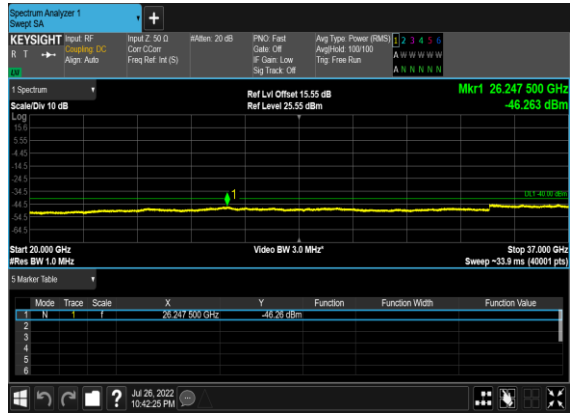 Spectrum Analyzer 1
Swept SA
+
KEYSIGHT
R T
LW
Input: RF
Coupling: DC
Align: Auto
Input Z: 50 Ω
Corr CCorr
Freq Ref: Int (S)
#Atten: 20 dB
PNO: Fast
Gate: Off
IF Gain: Low
Sig Track: Off
Avg Type: Power (RMS)
Avg|Hold: 100/100
Trig: Free Run
1 2 3 4 5 6
A W W W W W
A N N N N N
1 Spectrum
Scale/Div 10 dB
Ref Lvl Offset 15.55 dB
Ref Level 25.55 dBm
Mkr1 26.247 500 GHz
-46.263 dBm
Log
15.6
5.55
-4.45
-14.5
-24.5
-34.5
-44.5
-54.5
-64.5
1
DL1 -40.00 dBm
Start 20.000 GHz
#Res BW 1.0 MHz
Video BW 3.0 MHz*
Stop 37.000 GHz
Sweep ~33.9 ms (40001 pts)
5 Marker Table
Mode Trace Scale X Y Function Function Width Function Value
1 N 1 f 26.247 500 GHz -46.26 dBm
2
3
4
5
6
?
Jul 26, 2022
10:42:25 PM